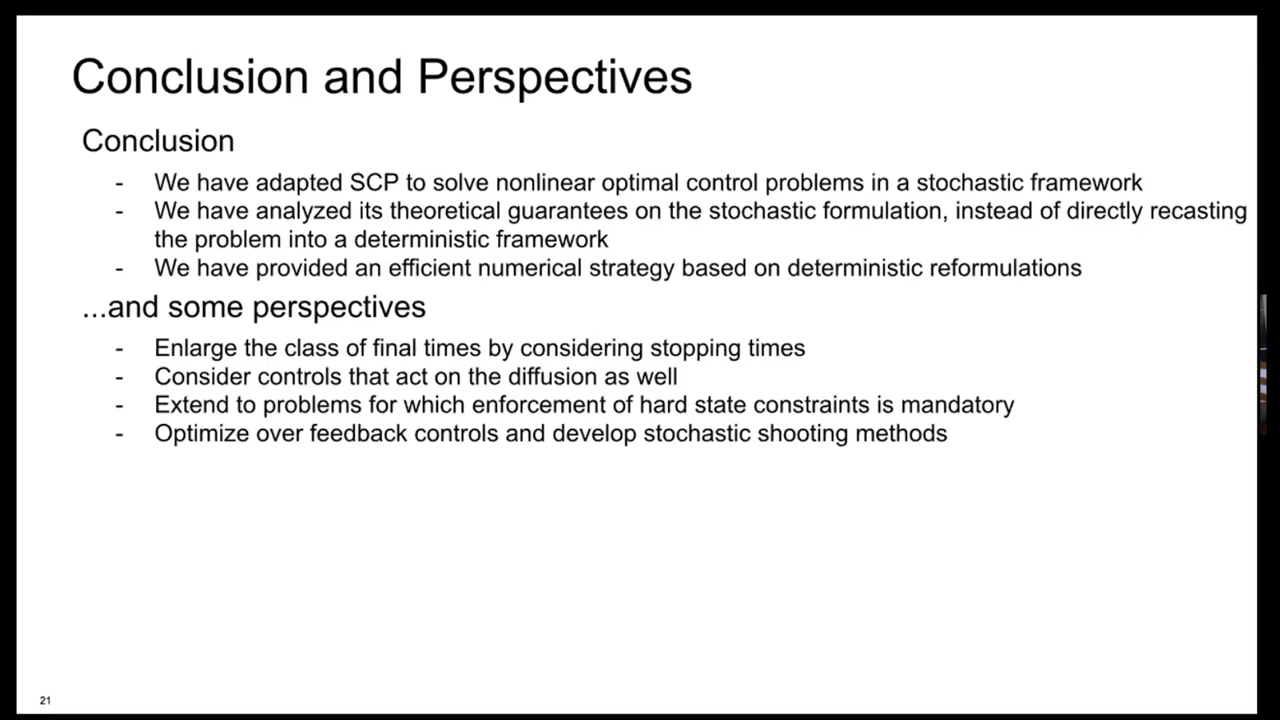 Conclusion and Perspectives
Conclusion
- We have adapted SCP to solve nonlinear optimal control problems in a stochastic framework
- We have analyzed its theoretical guarantees on the stochastic formulation, instead of directly recasting
the problem into a deterministic framework
- We have provided an efficient numerical strategy based on deterministic reformulations
...and some perspectives
- Enlarge the class of final times by considering stopping times
- Consider controls that act on the diffusion as well
- Extend to problems for which enforcement of hard state constraints is mandatory
- Optimize over feedback controls and develop stochastic shooting methods
21